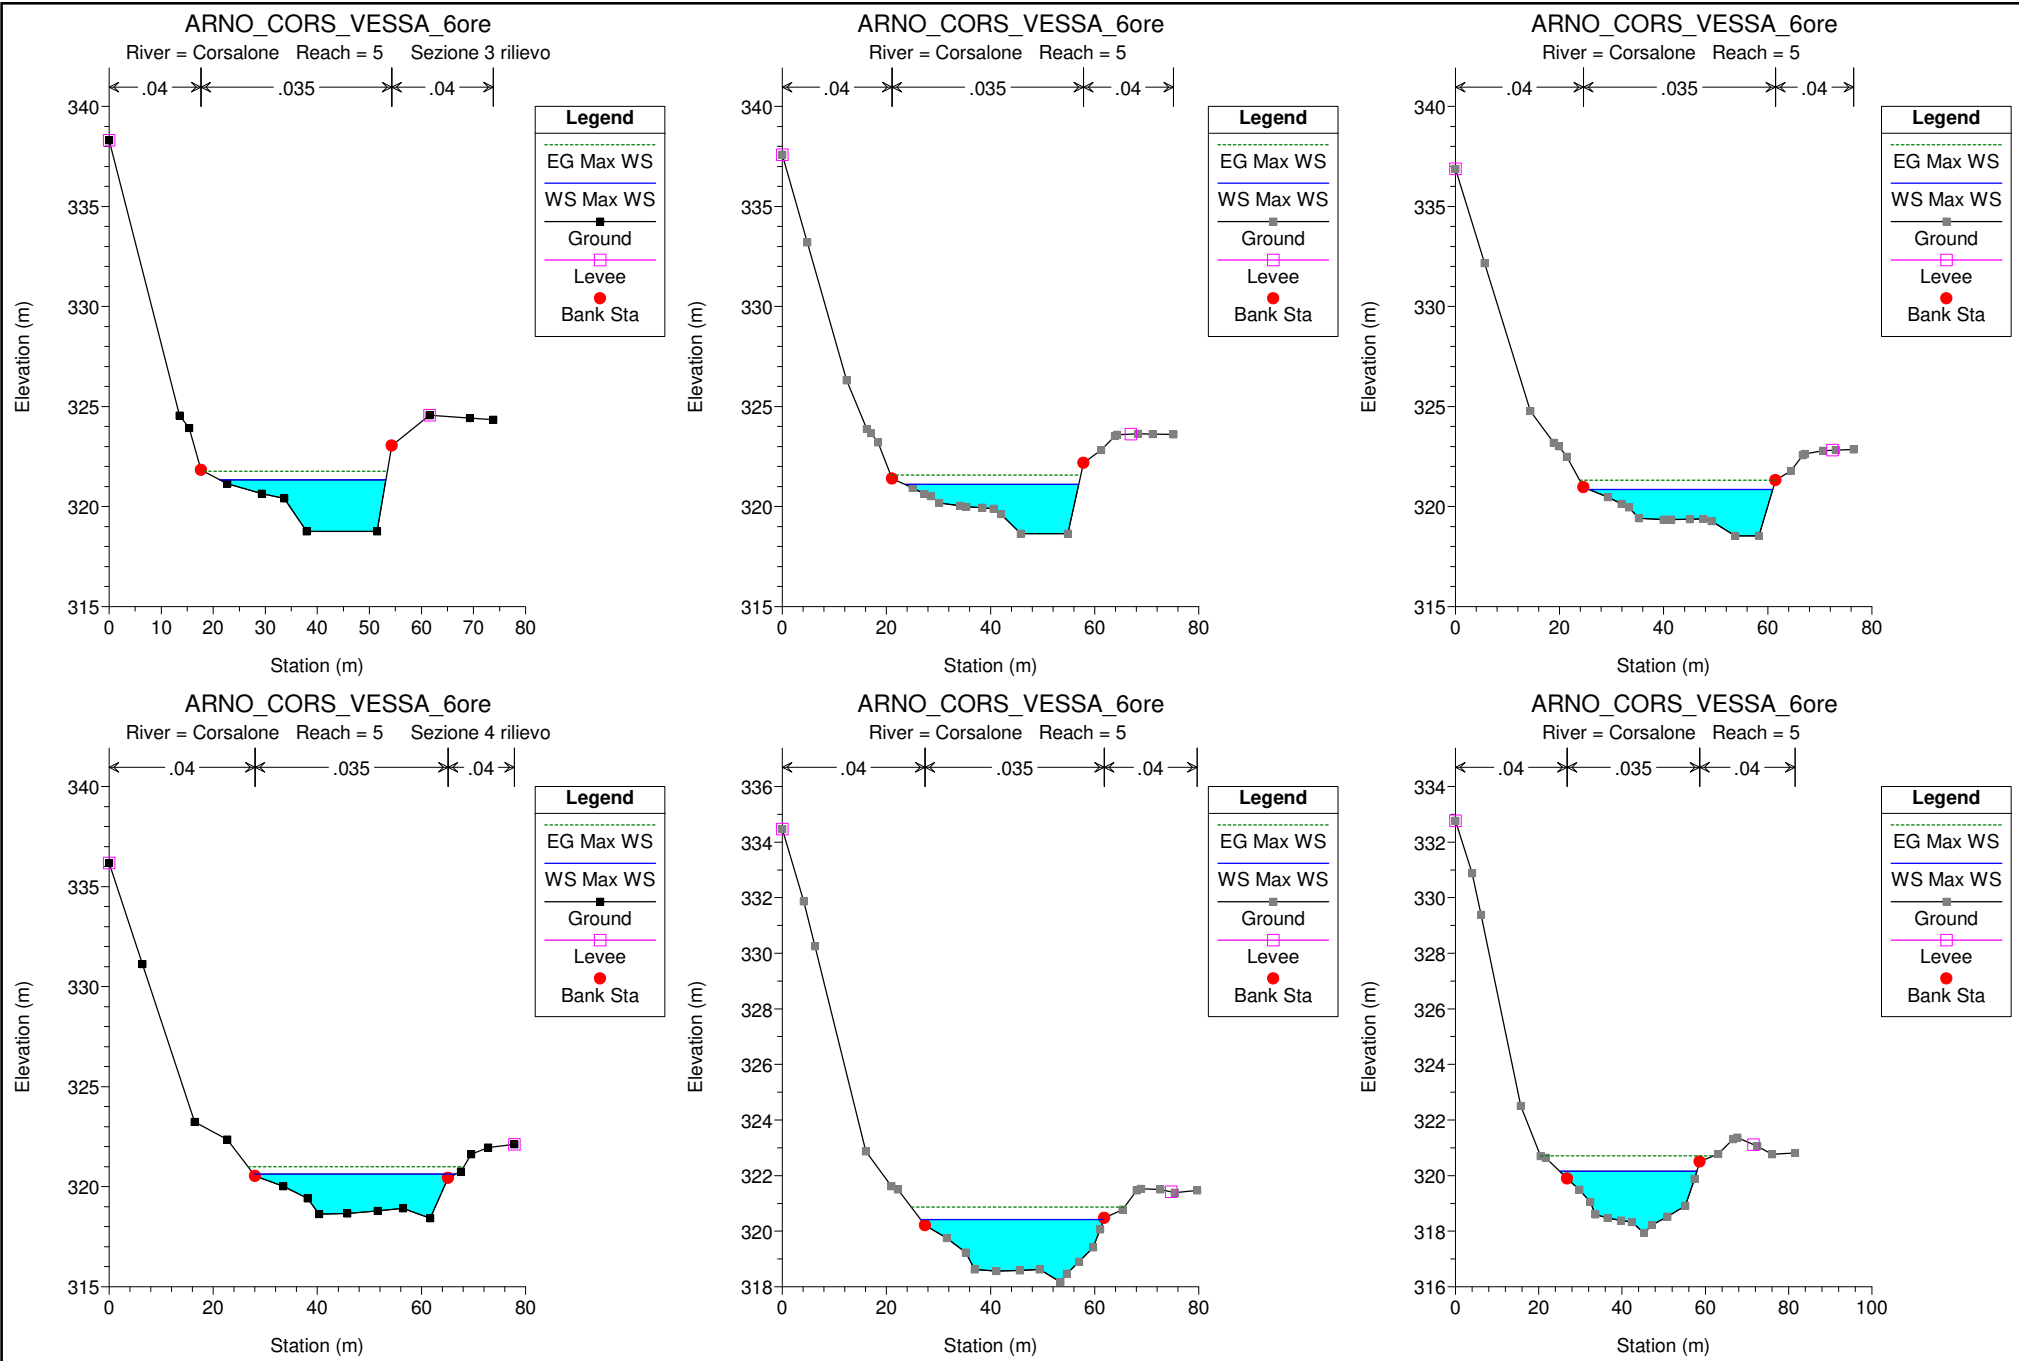 ARNO_CORS_VESSA_6ore
River = Corsalone Reach = 5 Sezione 3 rilievo
.04 .035 .04
Elevation (m)
340
335
330
325
320
315
0 10 20 30 40 50 60 70 80
Station (m)
Legend
EG Max WS
WS Max WS
Ground
Levee
Bank Sta
ARNO_CORS_VESSA_6ore
River = Corsalone Reach = 5
.04 .035 .04
Elevation (m)
340
335
330
325
320
315
0 20 40 60 80
Station (m)
Legend
EG Max WS
WS Max WS
Ground
Levee
Bank Sta
ARNO_CORS_VESSA_6ore
River = Corsalone Reach = 5
.04 .035 .04
Elevation (m)
340
335
330
325
320
315
0 20 40 60 80
Station (m)
Legend
EG Max WS
WS Max WS
Ground
Levee
Bank Sta
ARNO_CORS_VESSA_6ore
River = Corsalone Reach = 5 Sezione 4 rilievo
.04 .035 .04
Elevation (m)
340
335
330
325
320
315
0 20 40 60 80
Station (m)
Legend
EG Max WS
WS Max WS
Ground
Levee
Bank Sta
ARNO_CORS_VESSA_6ore
River = Corsalone Reach = 5
.04 .035 .04
Elevation (m)
336
334
332
330
328
326
324
322
320
318
0 20 40 60 80
Station (m)
Legend
EG Max WS
WS Max WS
Ground
Levee
Bank Sta
ARNO_CORS_VESSA_6ore
River = Corsalone Reach = 5
.04 .035 .04
Elevation (m)
334
332
330
328
326
324
322
320
318
316
0 20 40 60 80 100
Station (m)
Legend
EG Max WS
WS Max WS
Ground
Levee
Bank Sta